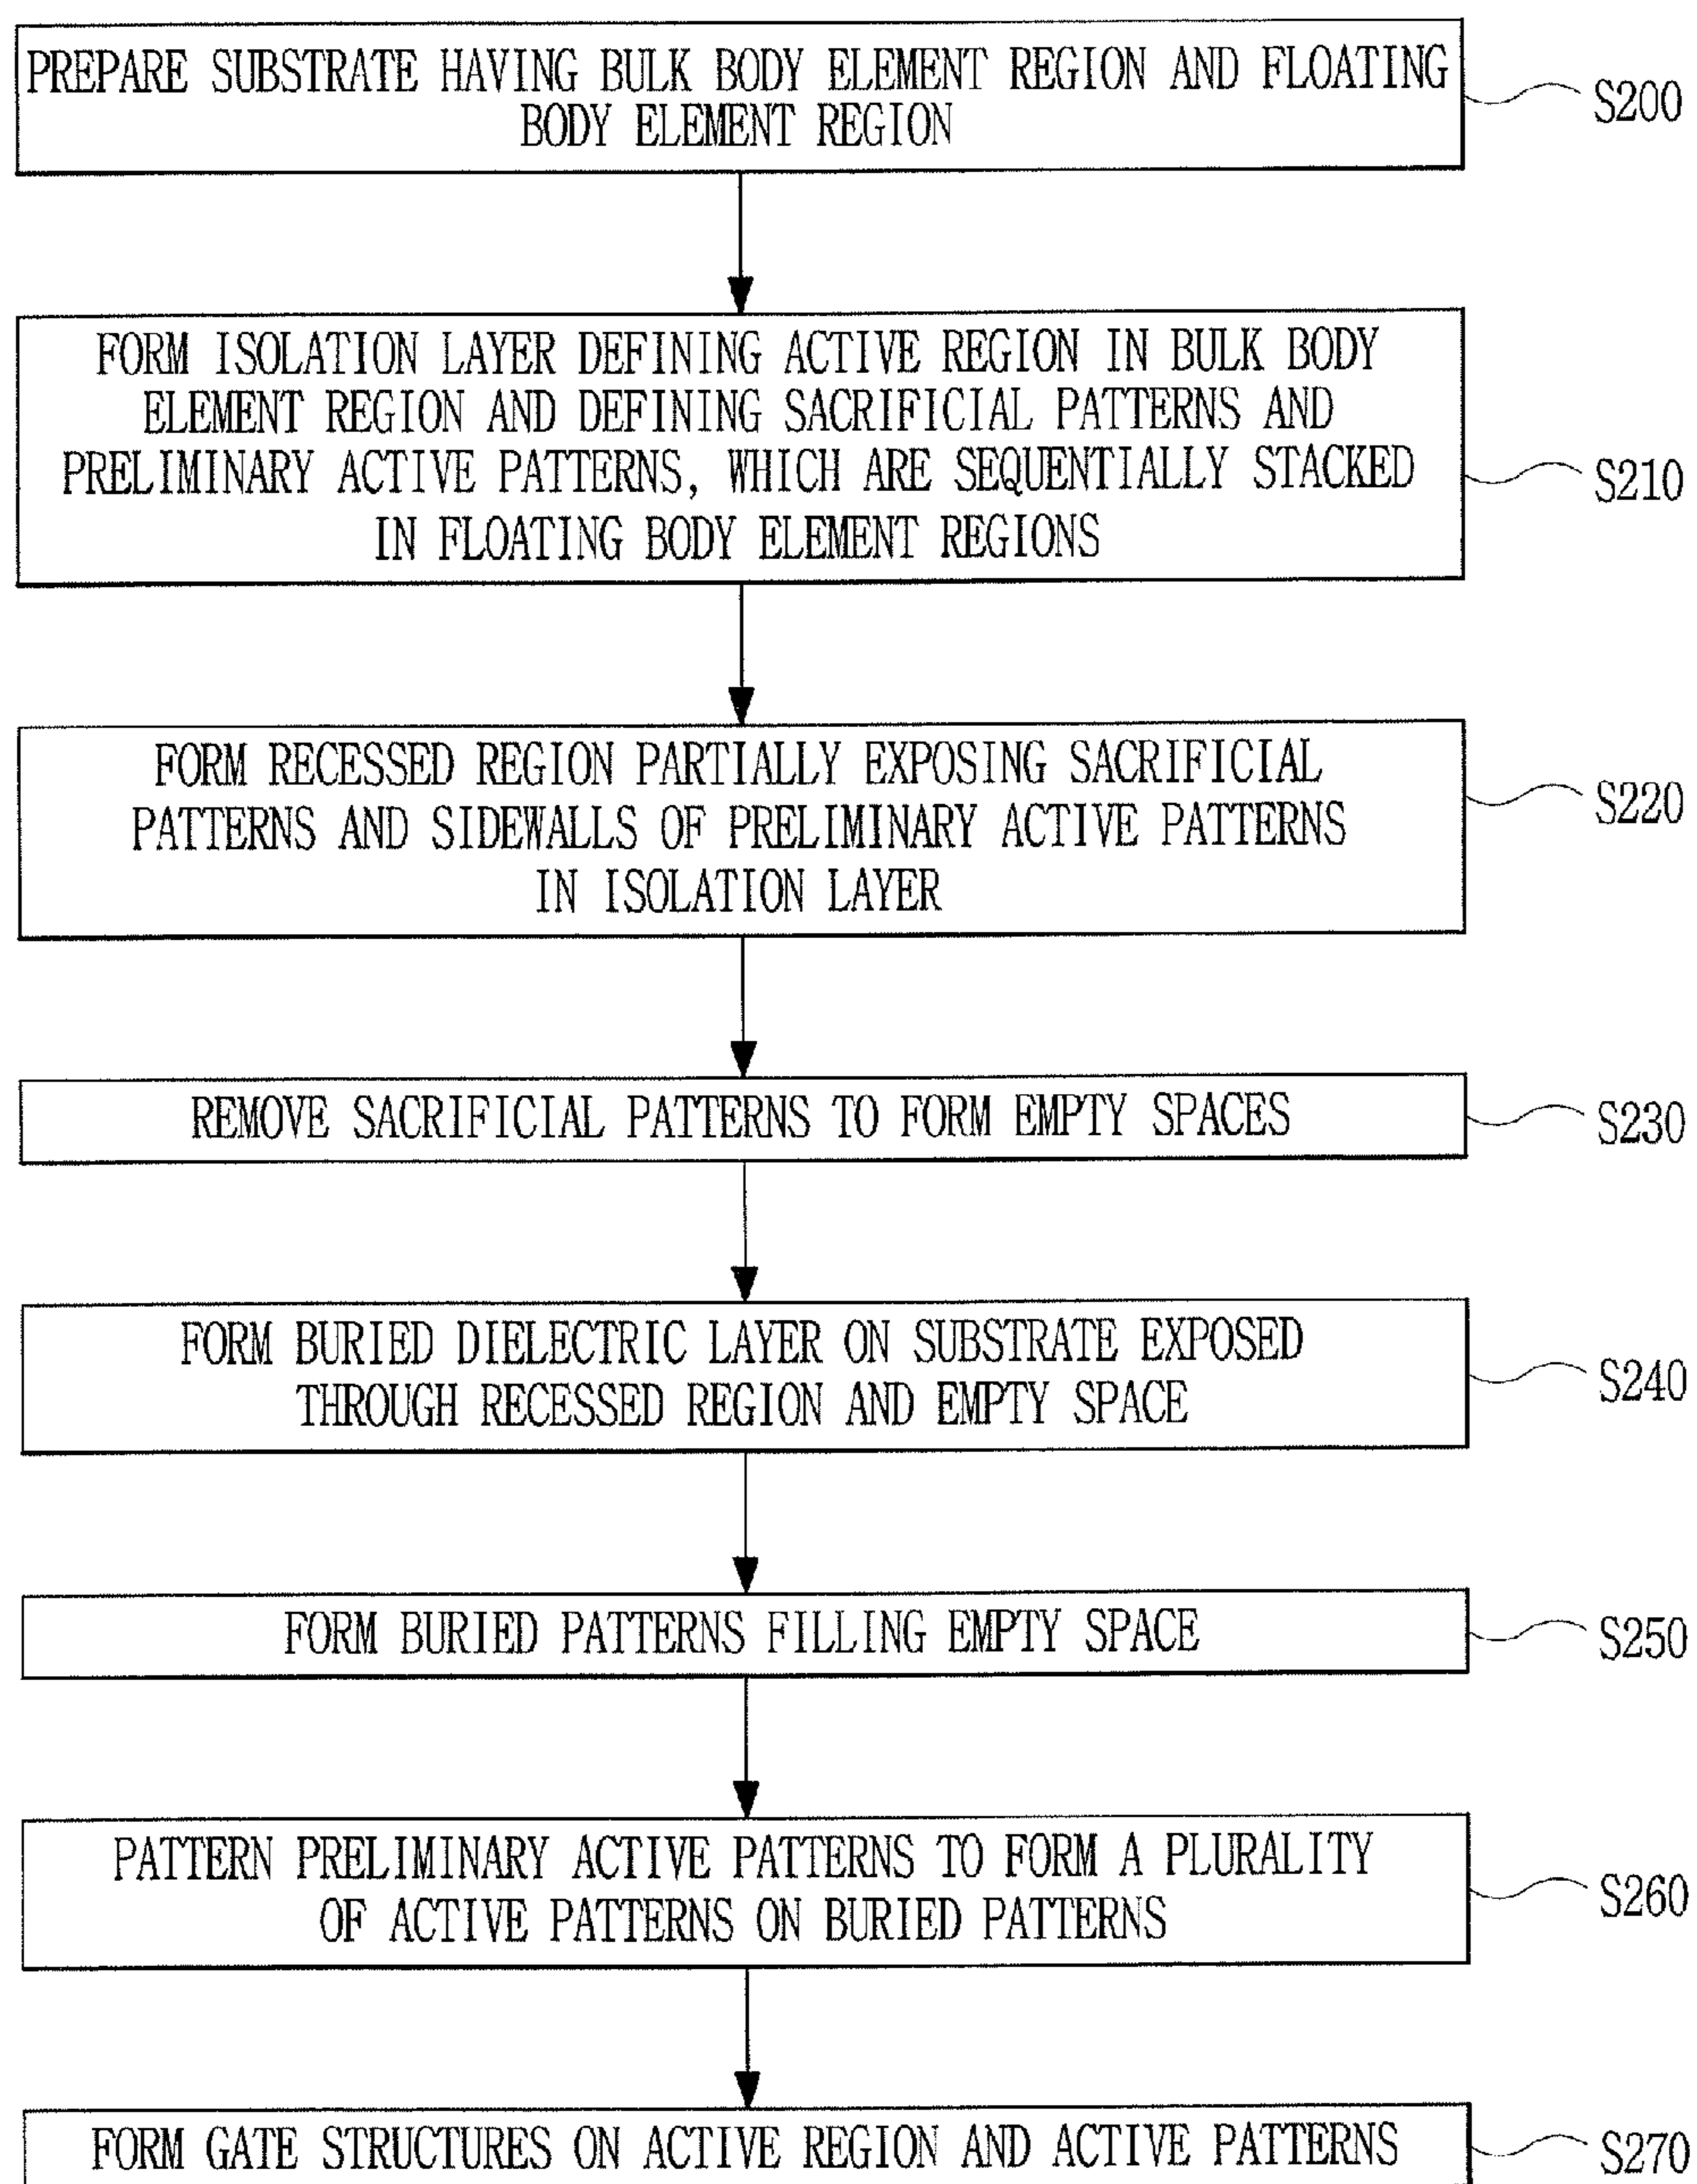 PREPARE SUBSTRATE HAVING BULK BODY ELEMENT REGION AND FLOATING
BODY ELEMENT REGION
S200
FORM ISOLATION LAYER DEFINING ACTIVE REGION IN BULK BODY
ELEMENT REGION AND DEFINING SACRIFICIAL PATTERNS AND
PRELIMINARY ACTIVE PATTERNS, WHICH ARE SEQUENTIALLY STACKED
IN FLOATING BODY ELEMENT REGIONS
S210
FORM RECESSED REGION PARTIALLY EXPOSING SACRIFICIAL
PATTERNS AND SIDEWALLS OF PRELIMINARY ACTIVE PATTERNS
IN ISOLATION LAYER
S220
REMOVE SACRIFICIAL PATTERNS TO FORM EMPTY SPACES
S230
FORM BURIED DIELECTRIC LAYER ON SUBSTRATE EXPOSED
THROUGH RECESSED REGION AND EMPTY SPACE
S240
FORM BURIED PATTERNS FILLING EMPTY SPACE
S250
PATTERN PRELIMINARY ACTIVE PATTERNS TO FORM A PLURALITY
OF ACTIVE PATTERNS ON BURIED PATTERNS
S260
FORM GATE STRUCTURES ON ACTIVE REGION AND ACTIVE PATTERNS
S270